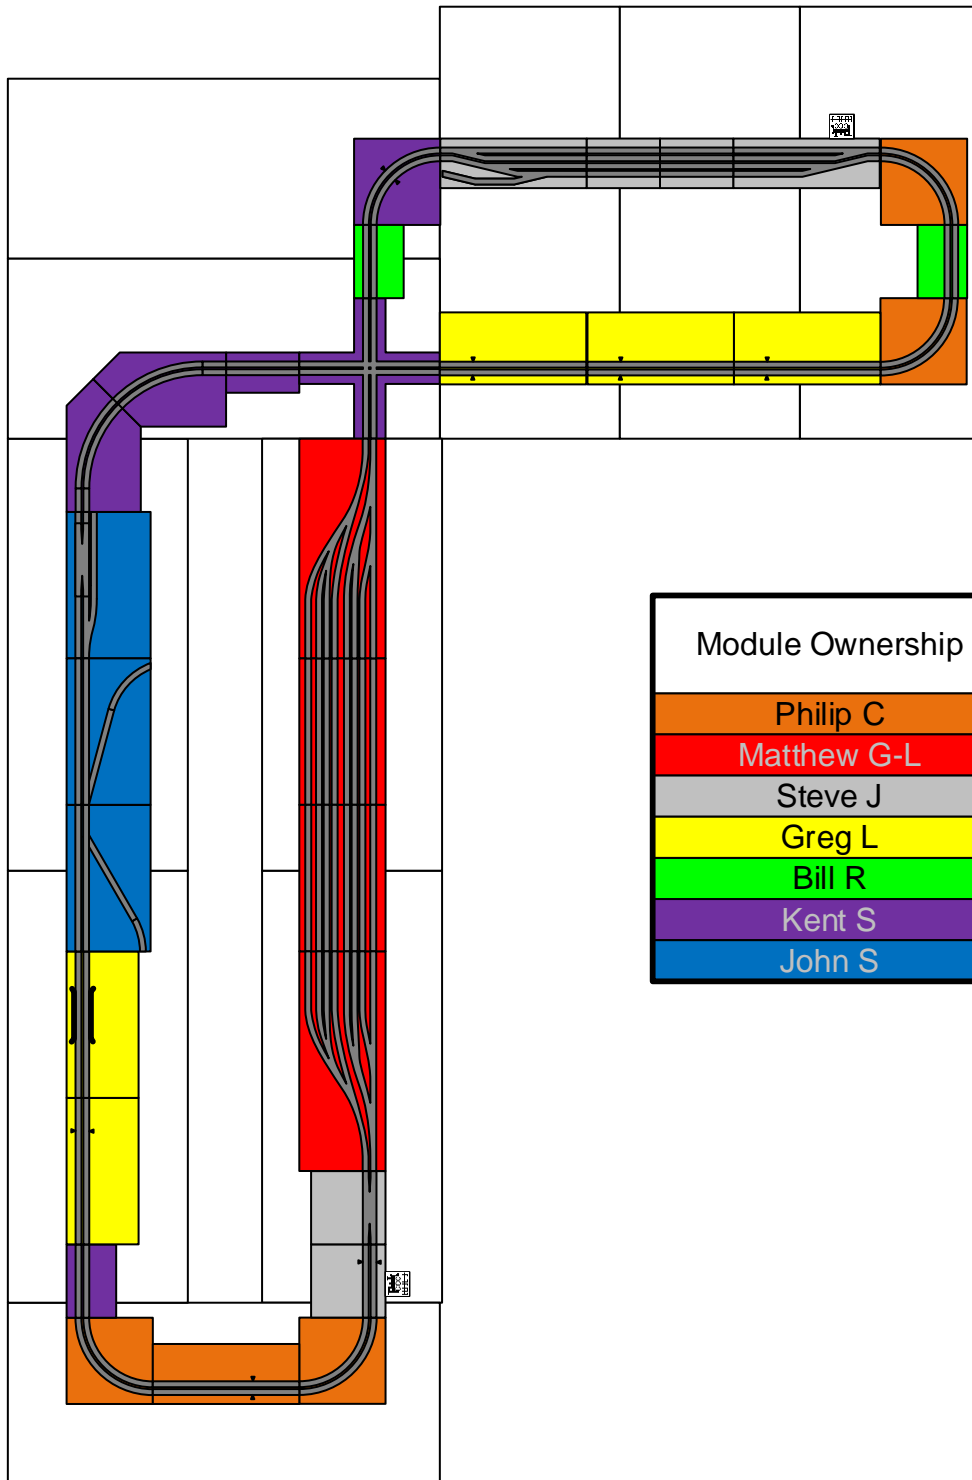 Module Ownership
Philip C
Matthew G-L
Steve J
Greg L
Bill R
Kent S
John S